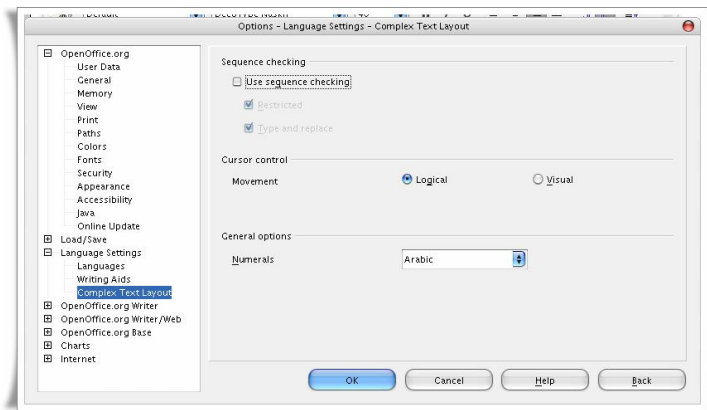 Options - Language Settings - Complex Text Layout
OpenOffice.org
User Data
General
Memory
View
Print
Paths
Colors
Fonts
Security
Appearance
Accessibility
Java
Online Update
Load/Save
Language Settings
Languages
Writing Aids
Complex Text Layout
OpenOffice.org Writer
OpenOffice.org Writer/Web
OpenOffice.org Base
Charts
Internet
Sequence checking
Use sequence checking
Restricted
Type and replace
Cursor control
Movement Logical Visual
General options
Numerals Arabic
OK Cancel Help Back